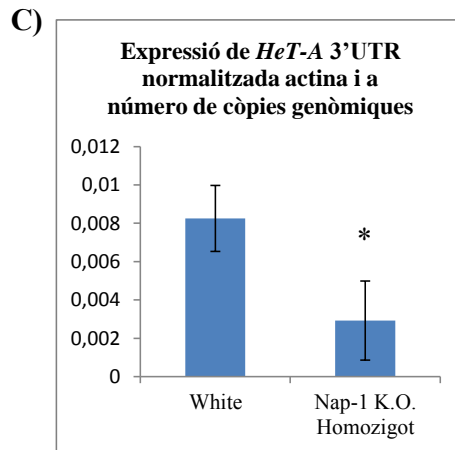 C)
Expressió de HeT-A 3’UTR
normalitzada actina i a
número de còpies genòmiques
0,012
0,01
0,008
0,006
0,004
0,002
0
*
White
Nap-1 K.O.
Homozigot